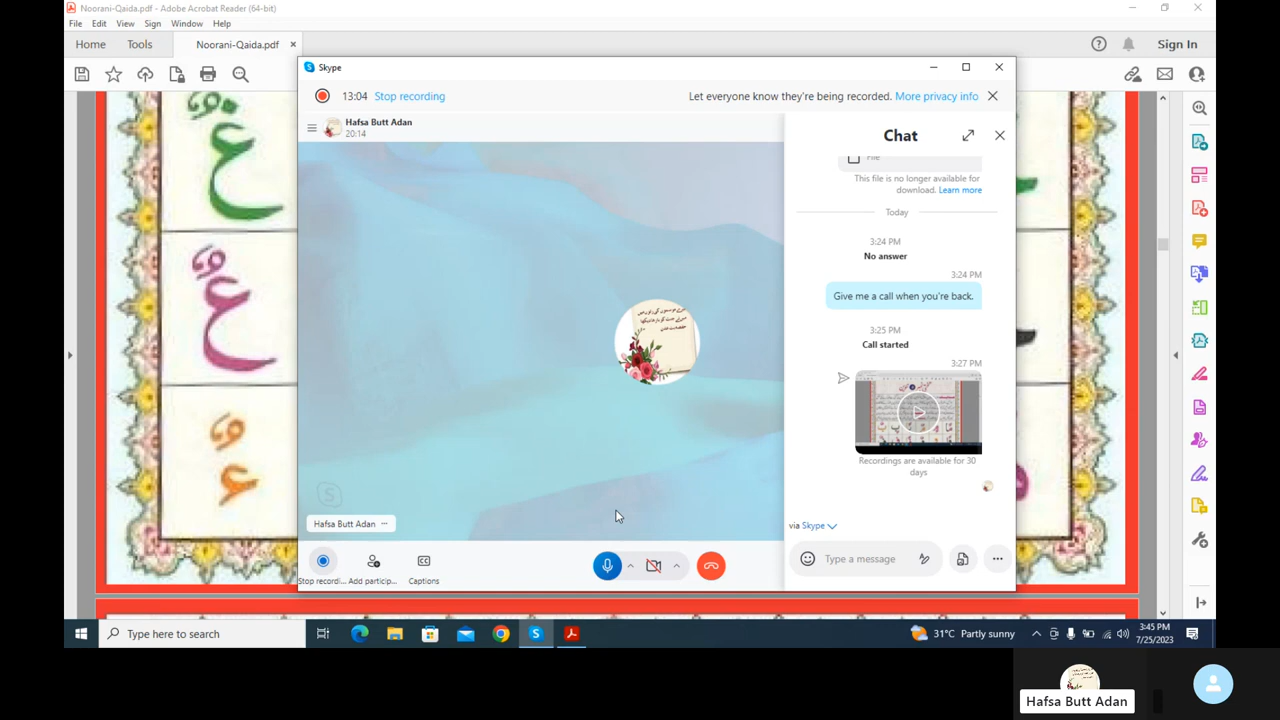 Noorani-Qaida.pdf - Adobe Acrobat Reader (64-bit)
File Edit View Sign Window Help
Home Tools Noorani-Qaida.pdf × Sign In
Skype
13:04 Stop recording
Let everyone know they're being recorded. More privacy info
Hafsa Butt Adan
20:14
Chat
File
This file is no longer available for
download. Learn more
Today
3:24 PM
No answer
3:24 PM
Give me a call when you're back.
3:25 PM
Call started
3:27 PM
Recordings are available for 30
days
Hafsa Butt Adan ···
via Skype
Stop recordi... Add particip... Captions
Type a message
Type here to search
31°C Partly sunny
3:45 PM
7/25/2023
Hafsa Butt Adan